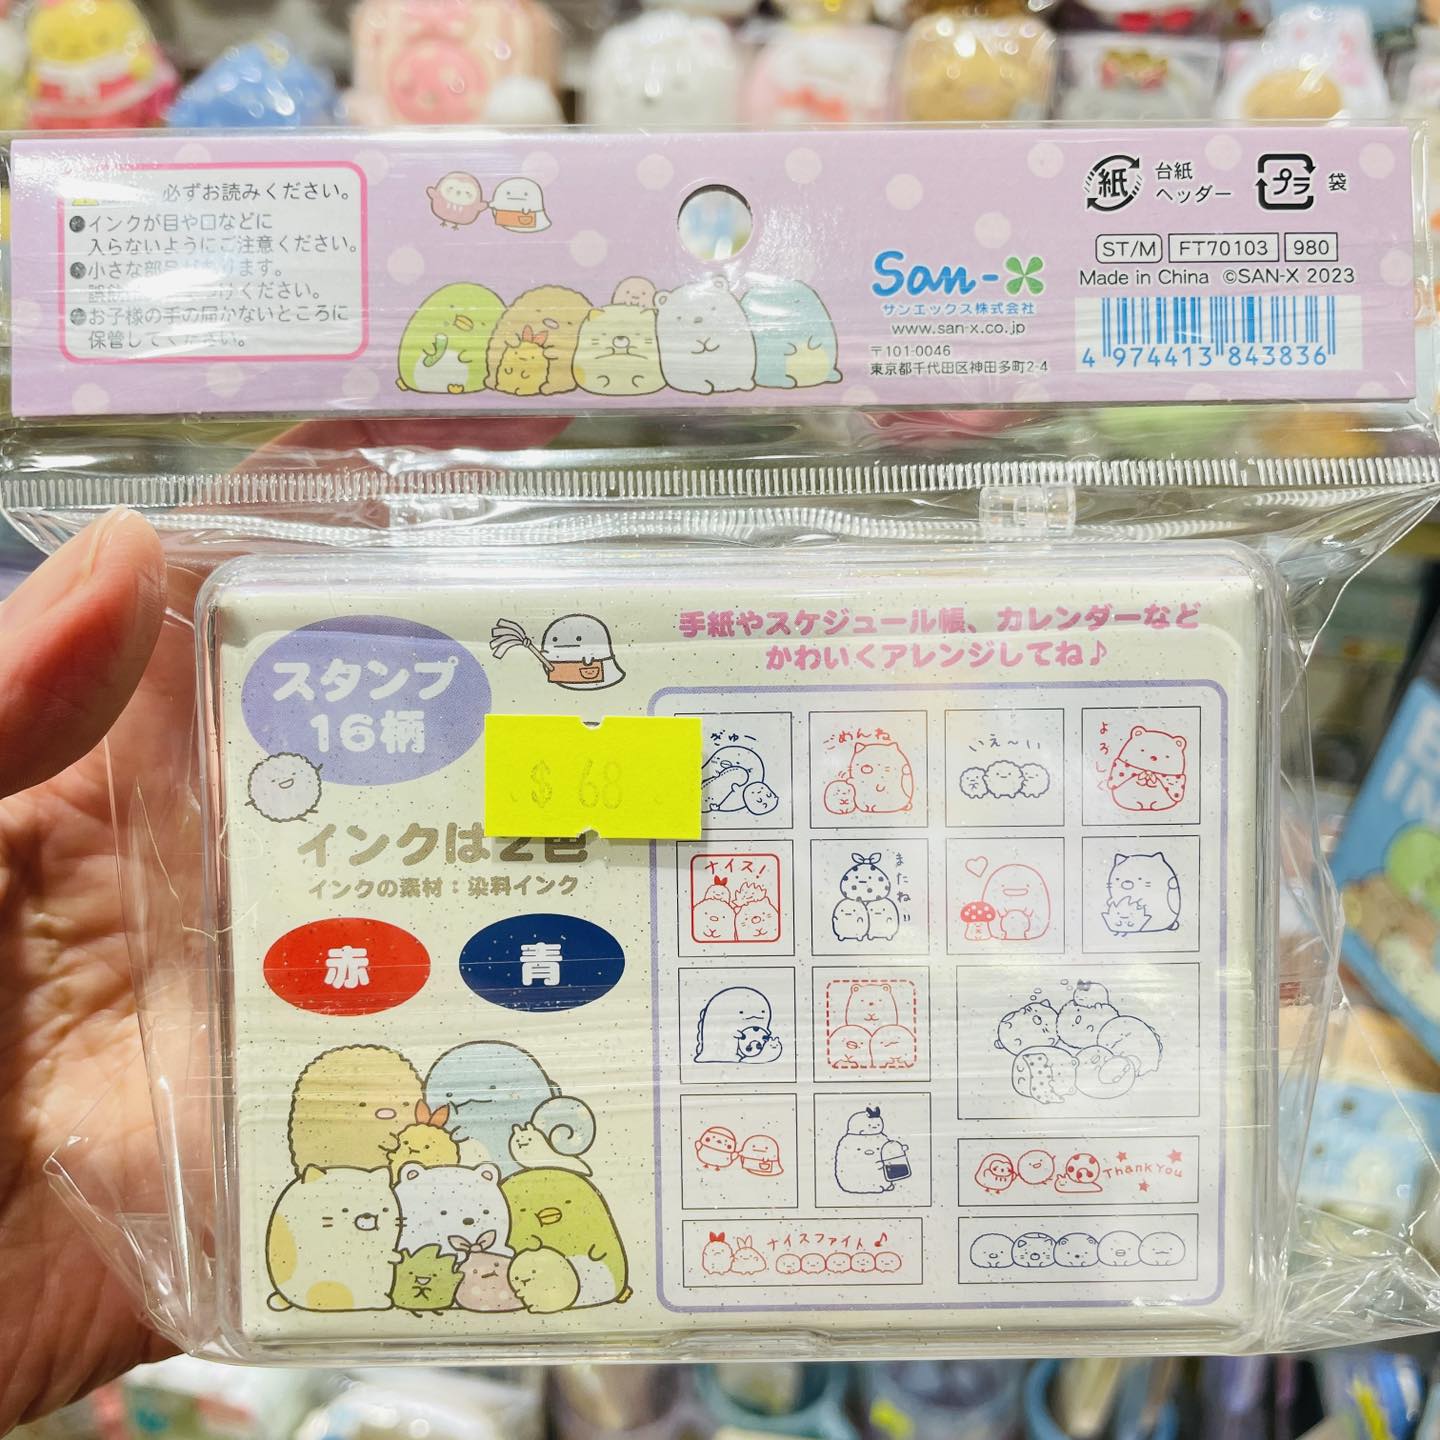 必ずお読みください。
●インクが目や口などに
入らないようにご注意ください。
●小さな部品があります。
ください。
●お子様の手の届かないところに
保管してください。
San-X
サンエックス株式会社
www.san-x.co.jp
〒101-0046
東京都千代田区神田多町2-4
紙
台紙
ヘッダー
プラ
袋
ST/M FT70103 980
Made in China ©SAN-X 2023
4 974413 843836
スタンプ
16柄
手紙やスケジュール帳、カレンダーなど
かわいくアレンジしてね♪
$ 68
インクは2色
インクの素材：染料インク
赤
青
ぎゅー
ごめんね
いぇ〜い
よろしく
ナイス!
またねぃ
Thank You
ナイスファイト♪